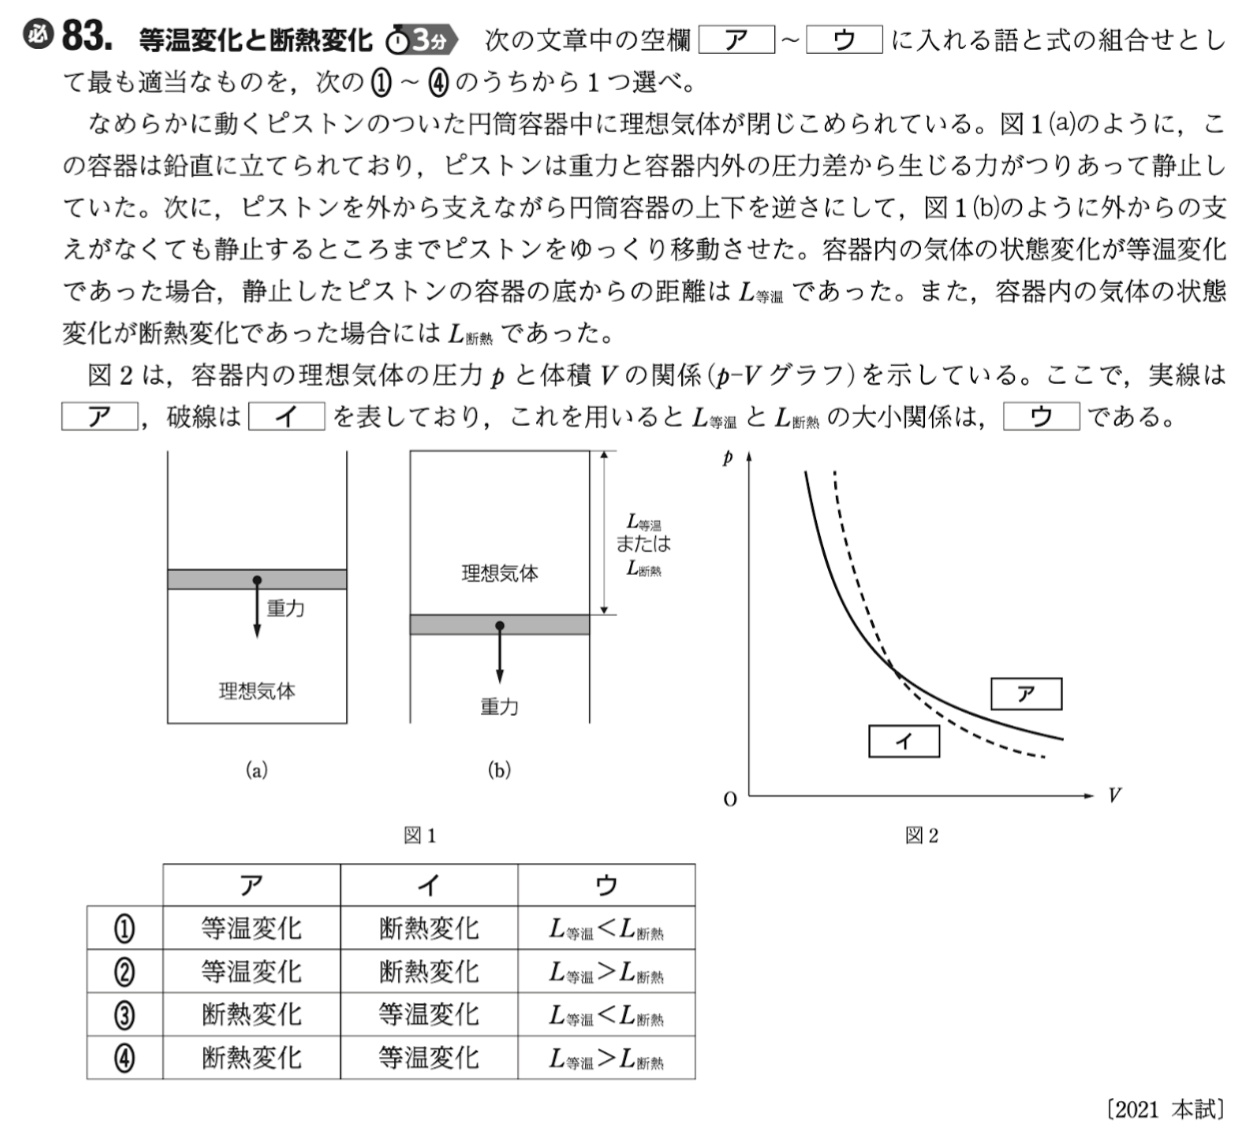 必 83. 等温変化と断熱変化 3分 次の文章中の空欄 ア ~ ウ に入れる語と式の組合せとし
て最も適当なものを,次の①~④のうちから1つ選べ。
なめらかに動くピストンのついた円筒容器中に理想気体が閉じこめられている。図1(a)のように,こ
の容器は鉛直に立てられており,ピストンは重力と容器内外の圧力差から生じる力がつりあって静止し
ていた。次に,ピストンを外から支えながら円筒容器の上下を逆さにして,図1(b)のように外からの支
えがなくても静止するところまでピストンをゆっくり移動させた。容器内の気体の状態変化が等温変化
であった場合,静止したピストンの容器の底からの距離は L等温 であった。また,容器内の気体の状態
変化が断熱変化であった場合には L断熱 であった。
図2は,容器内の理想気体の圧力 p と体積 V の関係(p-V グラフ)を示している。ここで,実線は
ア ,破線は イ を表しており,これを用いると L等温 と L断熱 の大小関係は, ウ である。
重力
理想気体
(a)
理想気体
重力
L等温
または
L断熱
(b)
図1
p
ア
イ
O
V
図2
ア イ ウ
① 等温変化 断熱変化 L等温<L断熱
② 等温変化 断熱変化 L等温>L断熱
③ 断熱変化 等温変化 L等温<L断熱
④ 断熱変化 等温変化 L等温>L断熱
〔2021 本試〕